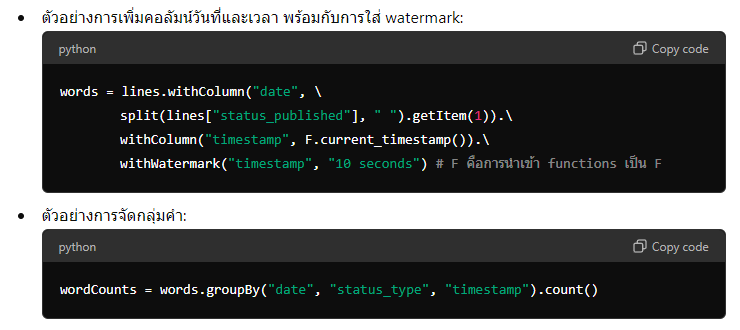 • ตัวอย่างการเพิ่มคอลัมน์วันที่และเวลา พร้อมกับการใส่ watermark:
python
Copy code
words = lines.withColumn("date", \
split(lines["status_published"], " ").getItem(1)).\
withColumn("timestamp", F.current_timestamp()).\
withWatermark("timestamp", "10 seconds") # F คือการนำเข้า functions เป็น F
• ตัวอย่างการจัดกลุ่มคำ:
python
Copy code
wordCounts = words.groupBy("date", "status_type", "timestamp").count()